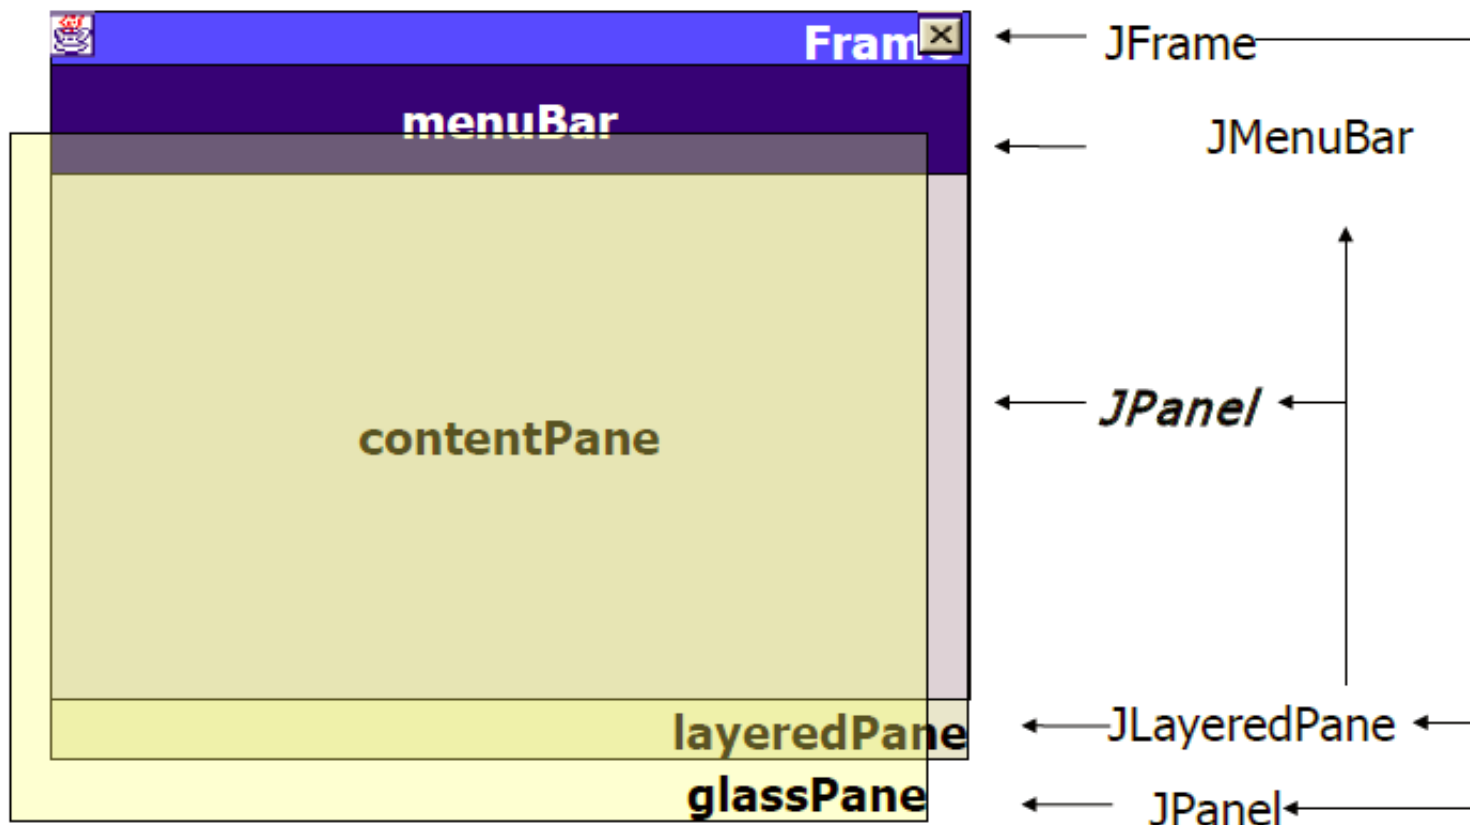 Frame
JFrame
menuBar
JMenuBar
JPanel
contentPane
layeredPane
JLayeredPane
glassPane
JPanel